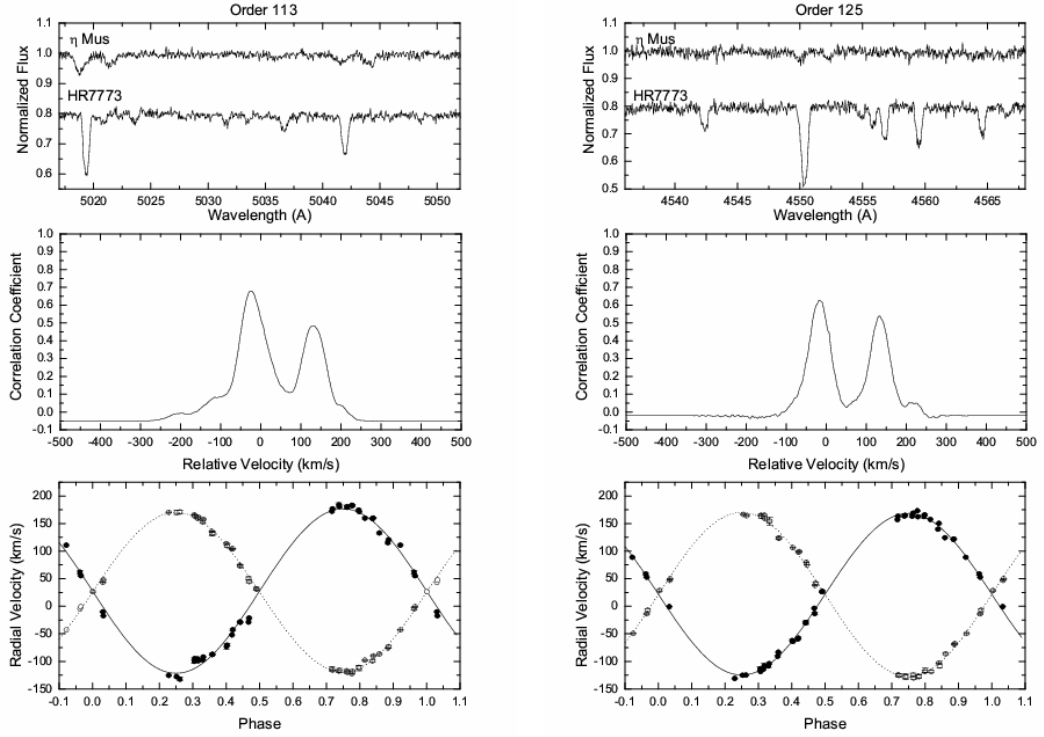 Order 113
1.1
1.0
0.9
0.8
0.7
0.6
Normalized Flux
η Mus
HR7773
5020 5025 5030 5035 5040 5045 5050
Wavelength (A)
1.0
0.9
0.8
0.7
0.6
0.5
0.4
0.3
0.2
0.1
0.0
-0.1
Correlation Coefficient
-500 -400 -300 -200 -100 0 100 200 300 400 500
Relative Velocity (km/s)
200
150
100
50
0
-50
-100
-150
Radial Velocity (km/s)
-0.1 0.0 0.1 0.2 0.3 0.4 0.5 0.6 0.7 0.8 0.9 1.0 1.1
Phase
Order 125
1.1
1.0
0.9
0.8
0.7
0.6
0.5
Normalized Flux
η Mus
HR7773
4540 4545 4550 4555 4560 4565
Wavelength (A)
1.0
0.9
0.8
0.7
0.6
0.5
0.4
0.3
0.2
0.1
0.0
-0.1
Correlation Coefficient
-500 -400 -300 -200 -100 0 100 200 300 400 500
Relative Velocity (km/s)
200
150
100
50
0
-50
-100
-150
Radial Velocity (km/s)
-0.1 0.0 0.1 0.2 0.3 0.4 0.5 0.6 0.7 0.8 0.9 1.0 1.1
Phase